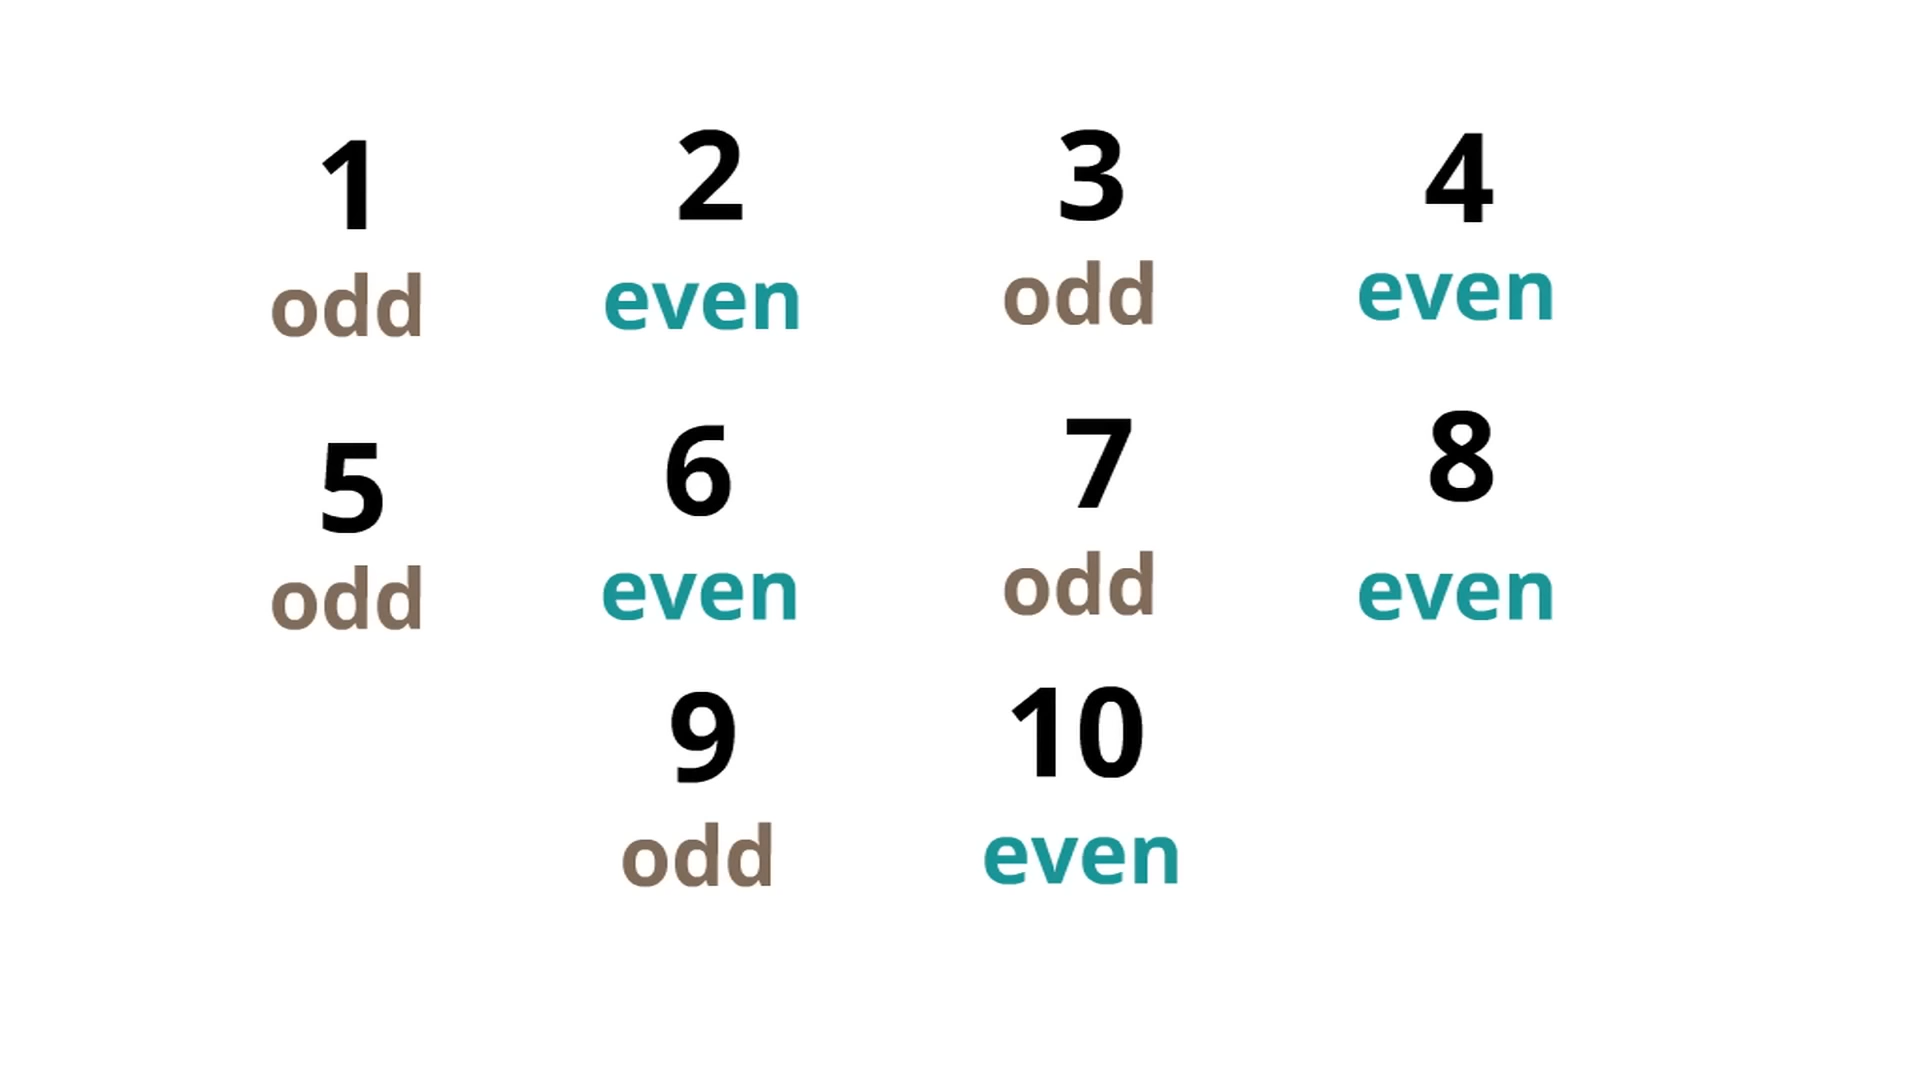 1 2 3 4
odd even odd even
5 6 7 8
odd even odd even
9 10
odd even